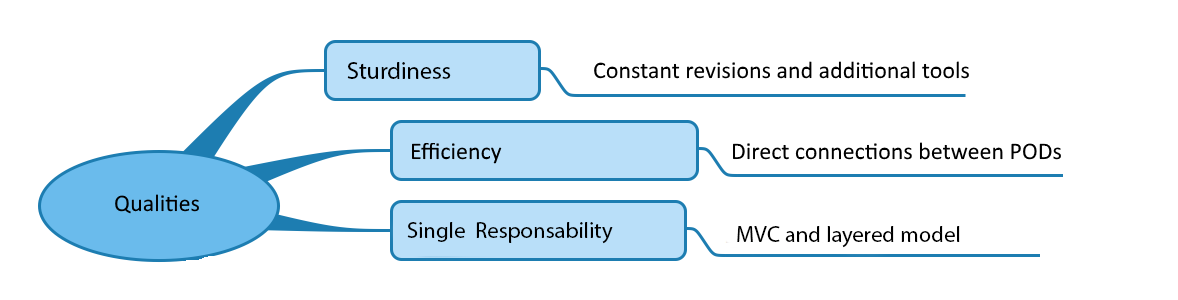 Sturdiness
Constant revisions and additional tools
Efficiency
Direct connections between PODs
Qualities
Single Responsability
MVC and layered model